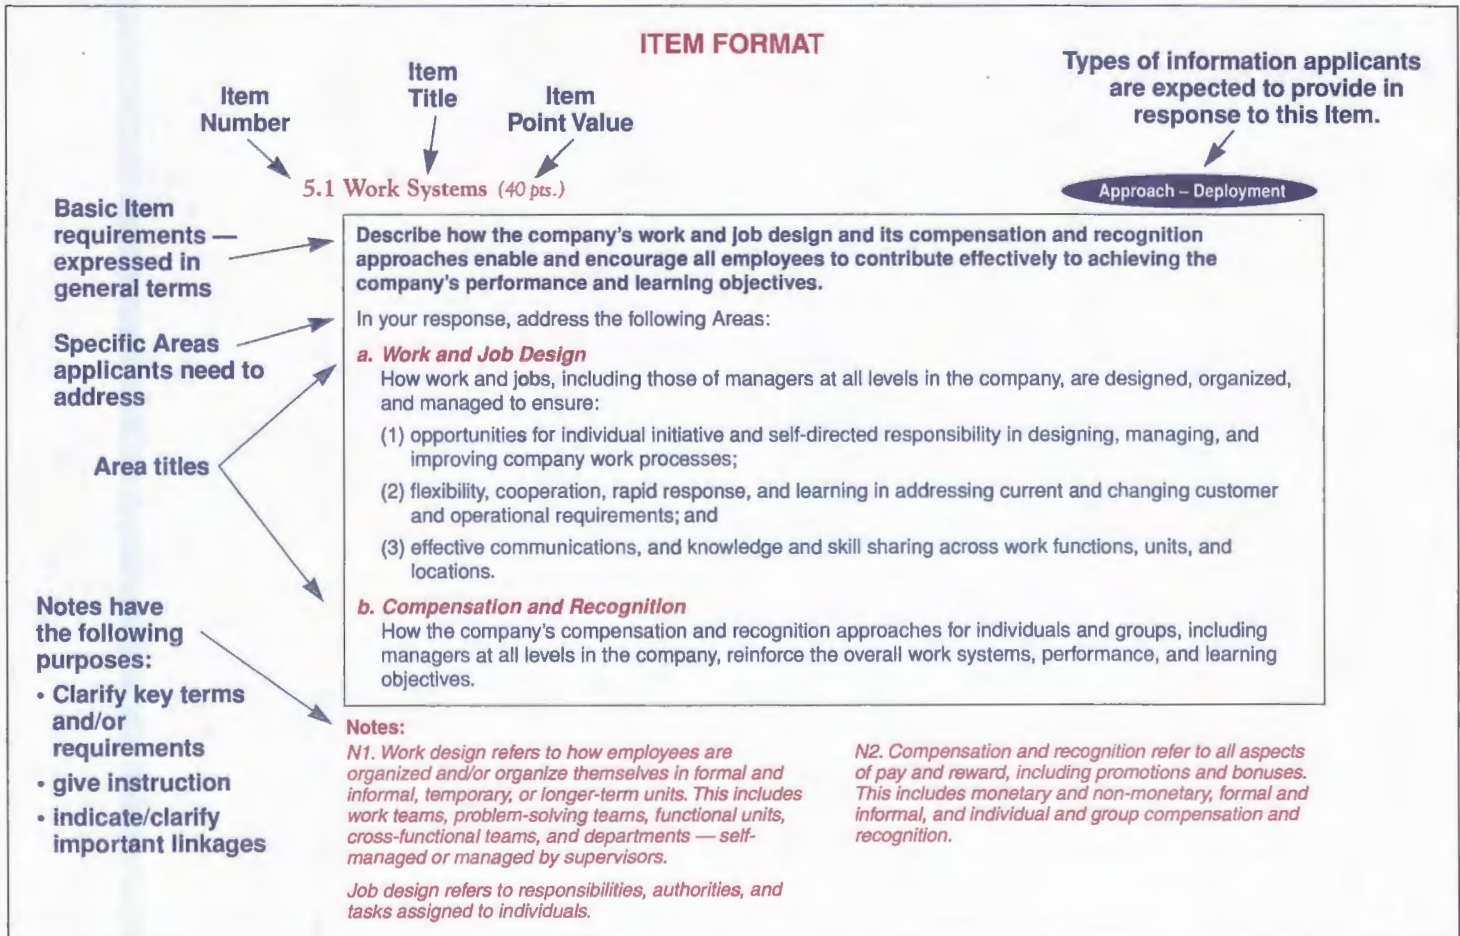 ITEM FORMAT
Item
Number
Item
Title
Item
Point Value
Types of information applicants
are expected to provide in
response to this Item.
5.1 Work Systems (40 pts.)
Approach – Deployment
Basic Item
requirements —
expressed in
general terms
Describe how the company's work and job design and its compensation and recognition
approaches enable and encourage all employees to contribute effectively to achieving the
company's performance and learning objectives.
In your response, address the following Areas:
Specific Areas
applicants need to
address
a. Work and Job Design
How work and jobs, including those of managers at all levels in the company, are designed, organized,
and managed to ensure:
(1) opportunities for individual initiative and self-directed responsibility in designing, managing, and
improving company work processes;
(2) flexibility, cooperation, rapid response, and learning in addressing current and changing customer
and operational requirements; and
(3) effective communications, and knowledge and skill sharing across work functions, units, and
locations.
Area titles
b. Compensation and Recognition
How the company's compensation and recognition approaches for individuals and groups, including
managers at all levels in the company, reinforce the overall work systems, performance, and learning
objectives.
Notes have
the following
purposes:
• Clarify key terms
and/or
requirements
• give instruction
• indicate/clarify
important linkages
Notes:
N1. Work design refers to how employees are
organized and/or organize themselves in formal and
informal, temporary, or longer-term units. This includes
work teams, problem-solving teams, functional units,
cross-functional teams, and departments — self-
managed or managed by supervisors.
Job design refers to responsibilities, authorities, and
tasks assigned to individuals.
N2. Compensation and recognition refer to all aspects
of pay and reward, including promotions and bonuses.
This includes monetary and non-monetary, formal and
informal, and individual and group compensation and
recognition.